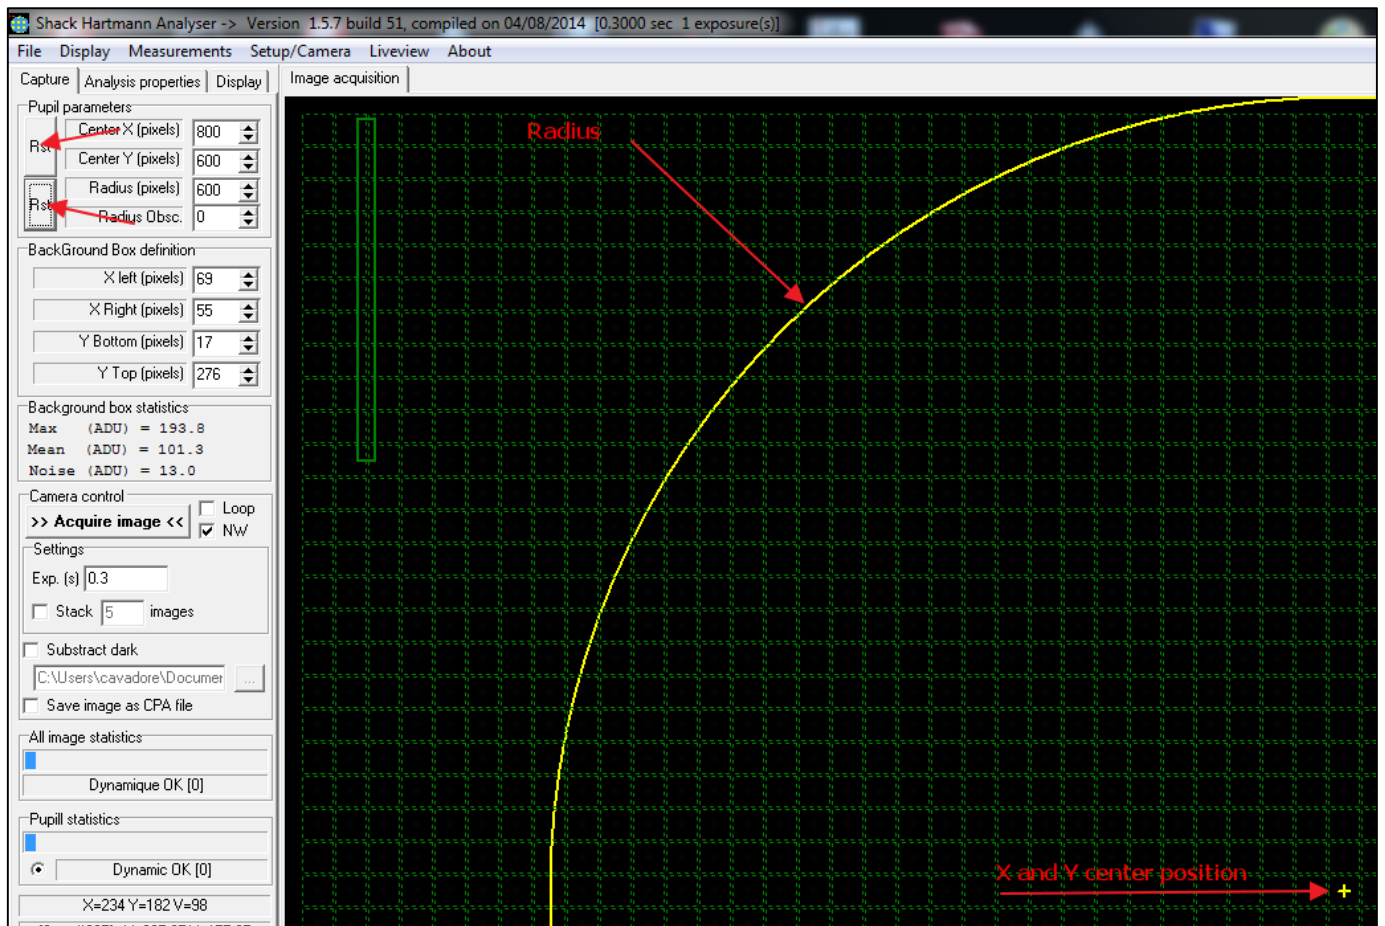 Shack Hartmann Analyser -> Version 1.5.7 build 51, compiled on 04/08/2014 [0.3000 sec 1 exposure(s)]
File Display Measurements Setup/Camera Liveview About
Capture Analysis properties Display Image acquisition
Pupil parameters
Rst
Center X (pixels) 800
Center Y (pixels) 600
Rst
Radius (pixels) 600
Radius Obsc. 0
BackGround Box definition
X left (pixels) 69
X Right (pixels) 55
Y Bottom (pixels) 17
Y Top (pixels) 276
Background box statistics
Max (ADU) = 193.8
Mean (ADU) = 101.3
Noise (ADU) = 13.0
Camera control
>> Acquire image <<
Loop
NW
Settings
Exp. (s) 0.3
Stack 5 images
Substract dark
C:\Users\cavadore\Documer ...
Save image as CPA file
All image statistics
Dynamique OK [0]
Pupill statistics
Dynamic OK [0]
X=234 Y=182 V=98
Radius
X and Y center position